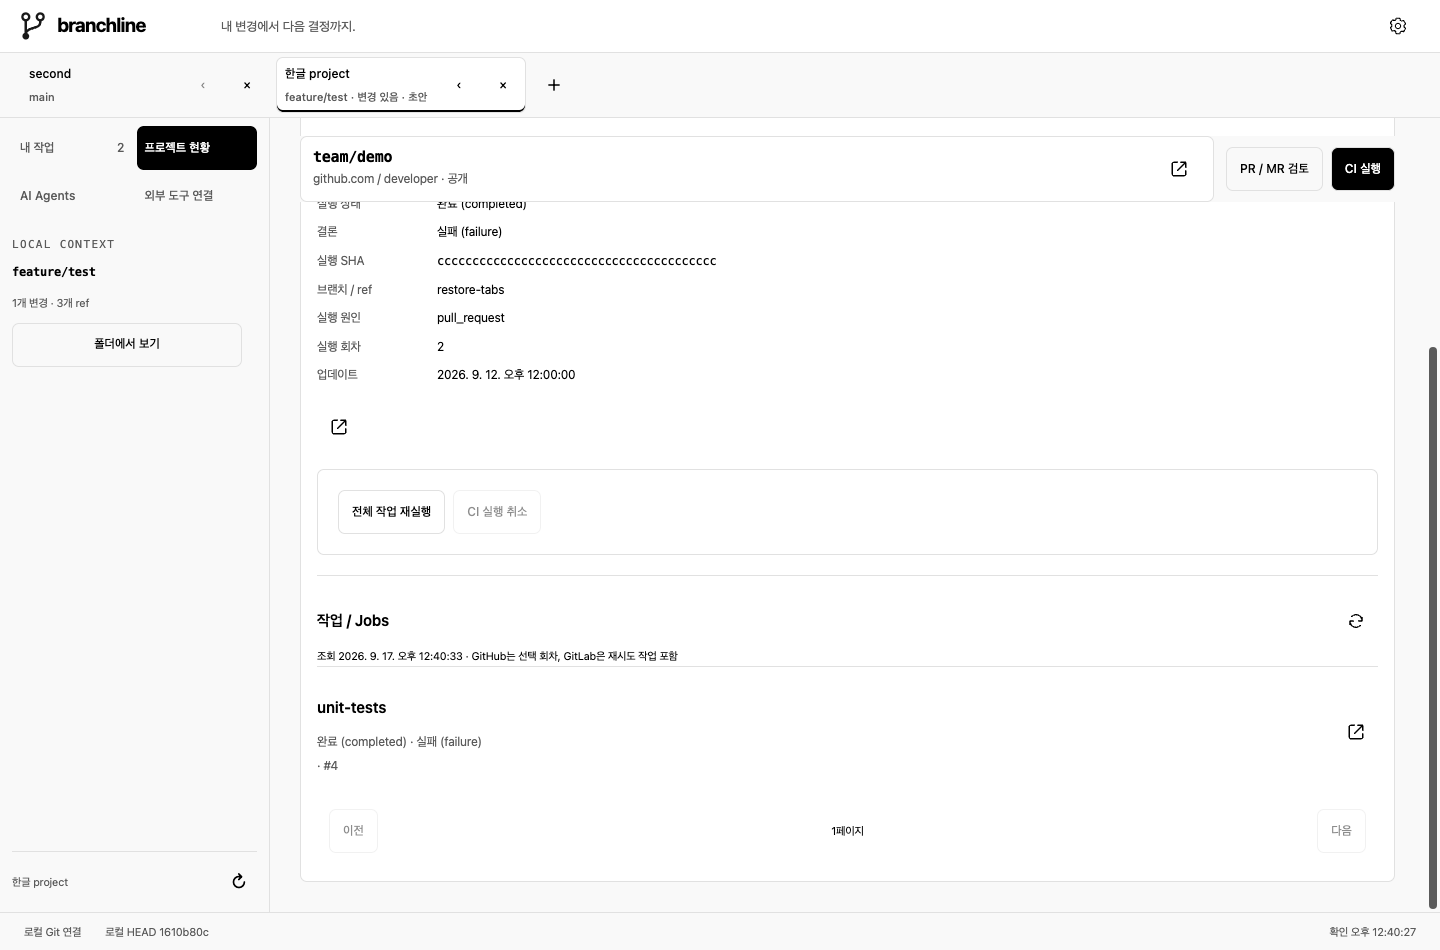 branchline
내 변경에서 다음 결정까지.
second
main
한글 project
feature/test · 변경 있음 · 초안
내 작업 2
프로젝트 현황
AI Agents
외부 도구 연결
LOCAL CONTEXT
feature/test
1개 변경 · 3개 ref
폴더에서 보기
한글 project
team/demo
github.com / developer · 공개
PR / MR 검토
CI 실행
실행 상태 완료 (completed)
결론 실패 (failure)
실행 SHA cccccccccccccccccccccccccccccccccccccccc
브랜치 / ref restore-tabs
실행 원인 pull_request
실행 회차 2
업데이트 2026. 9. 12. 오후 12:00:00
전체 작업 재실행
CI 실행 취소
작업 / Jobs
조회 2026. 9. 17. 오후 12:40:33 · GitHub는 선택 회차, GitLab은 재시도 작업 포함
unit-tests
완료 (completed) · 실패 (failure)
· #4
이전
1페이지
다음
로컬 Git 연결
로컬 HEAD 1610b80c
확인 오후 12:40:27